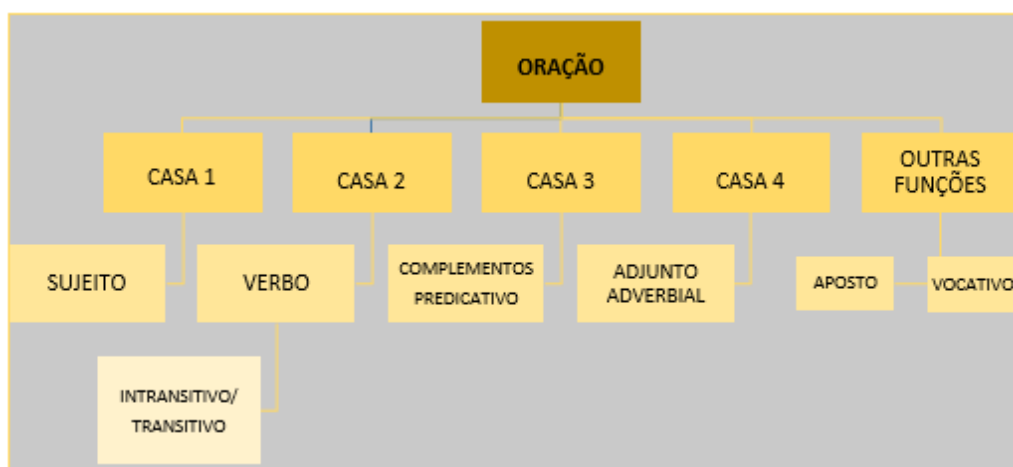 ORAÇÃO
CASA 1
CASA 2
CASA 3
CASA 4
OUTRAS
FUNÇÕES
SUJEITO
VERBO
COMPLEMENTOS
PREDICATIVO
ADJUNTO
ADVERBIAL
APOSTO
VOCATIVO
INTRANSITIVO/
TRANSITIVO